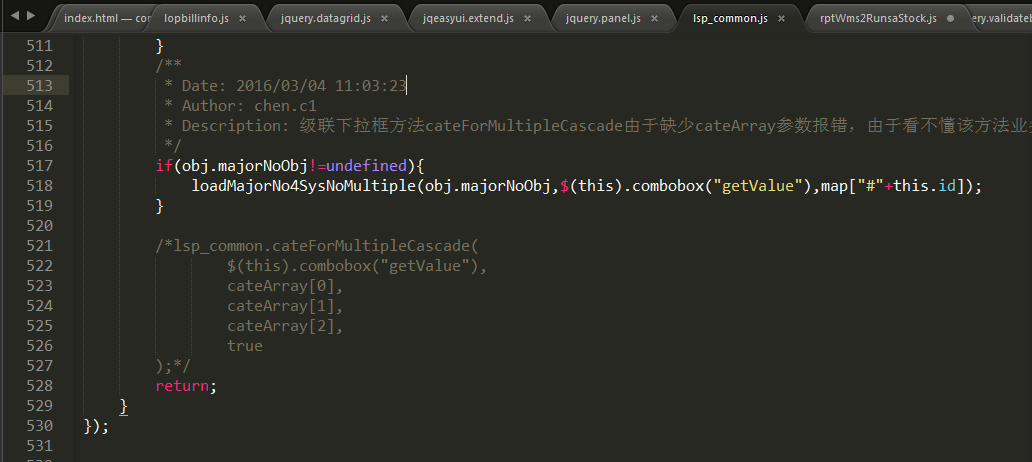 index.html — cor
lopbillinfo.js ×
jquery.datagrid.js ×
jqeasyui.extend.js ×
jquery.panel.js ×
lsp_common.js ×
rptWms2RunsaStock.js
ery.validateb
511 }
512 /**
513 * Date: 2016/03/04 11:03:23
514 * Author: chen.c1
515 * Description: 级联下拉框方法cateForMultipleCascade由于缺少cateArray参数报错，由于看不懂该方法业
516 */
517 if(obj.majorNoObj!=undefined){
518 loadMajorNo4SysNoMultiple(obj.majorNoObj,$(this).combobox("getValue"),map["#"+this.id]);
519 }
520
521 /*lsp_common.cateForMultipleCascade(
522 $(this).combobox("getValue"),
523 cateArray[0],
524 cateArray[1],
525 cateArray[2],
526 true
527 );*/
528 return;
529 }
530 });
531